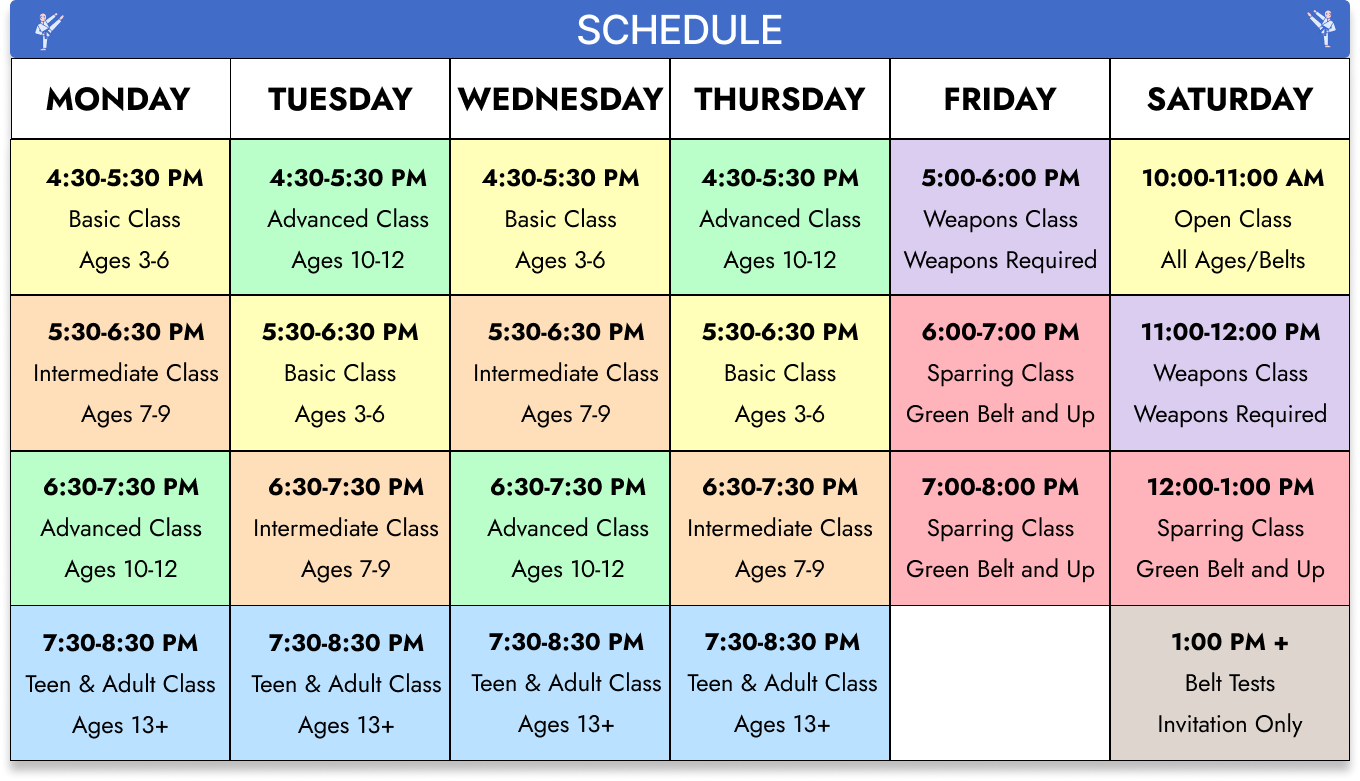 SCHEDULE
MONDAY TUESDAY WEDNESDAY THURSDAY FRIDAY SATURDAY
4:30-5:30 PM 4:30-5:30 PM 4:30-5:30 PM 4:30-5:30 PM 5:00-6:00 PM 10:00-11:00 AM
Basic Class Advanced Class Basic Class Advanced Class Weapons Class Open Class
Ages 3-6 Ages 10-12 Ages 3-6 Ages 10-12 Weapons Required All Ages/Belts
5:30-6:30 PM 5:30-6:30 PM 5:30-6:30 PM 5:30-6:30 PM 6:00-7:00 PM 11:00-12:00 PM
Intermediate Class Basic Class Intermediate Class Basic Class Sparring Class Weapons Class
Ages 7-9 Ages 3-6 Ages 7-9 Ages 3-6 Green Belt and Up Weapons Required
6:30-7:30 PM 6:30-7:30 PM 6:30-7:30 PM 6:30-7:30 PM 7:00-8:00 PM 12:00-1:00 PM
Advanced Class Intermediate Class Advanced Class Intermediate Class Sparring Class Sparring Class
Ages 10-12 Ages 7-9 Ages 10-12 Ages 7-9 Green Belt and Up Green Belt and Up
7:30-8:30 PM 7:30-8:30 PM 7:30-8:30 PM 7:30-8:30 PM 1:00 PM +
Teen & Adult Class Teen & Adult Class Teen & Adult Class Teen & Adult Class Belt Tests
Ages 13+ Ages 13+ Ages 13+ Ages 13+ Invitation Only